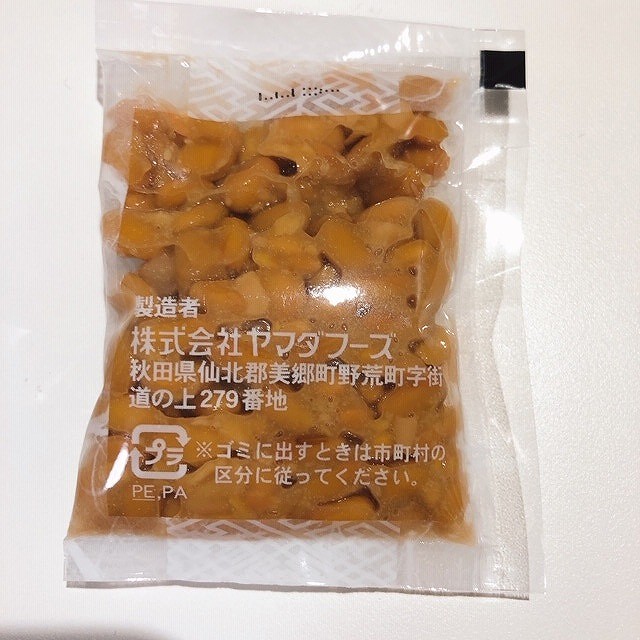 製造者
株式会社ヤマダフーズ
秋田県仙北郡美郷町野荒町字街
道の上279番地
プラ
PE,PA
※ゴミに出すときは市町村の
区分に従ってください。